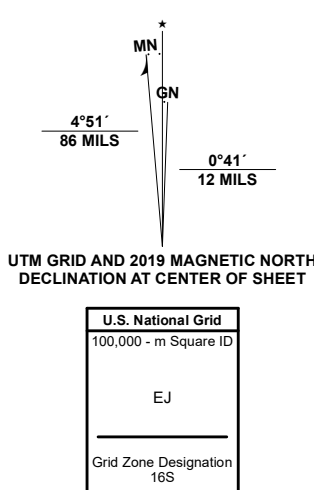 MN
GN
4°51´
86 MILS
0°41´
12 MILS
UTM GRID AND 2019 MAGNETIC NORTH
DECLINATION AT CENTER OF SHEET
U.S. National Grid
100,000 - m Square ID
EJ
Grid Zone Designation
16S